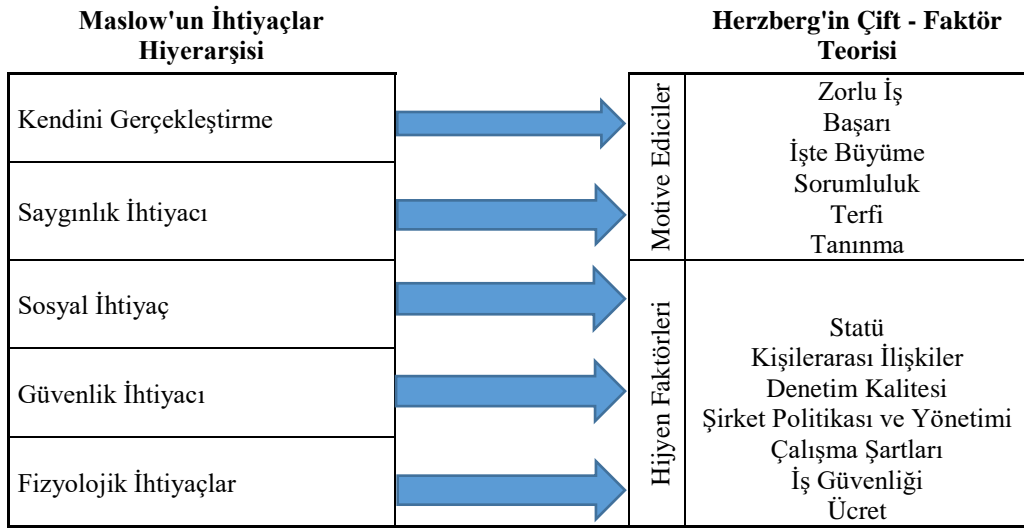 Maslow'un İhtiyaçlar
Hiyerarşisi
Herzberg'in Çift - Faktör
Teorisi
Kendini Gerçekleştirme
Saygınlık İhtiyacı
Sosyal İhtiyaç
Güvenlik İhtiyacı
Fizyolojik İhtiyaçlar
Motive Ediciler
Zorlu İş
Başarı
İşte Büyüme
Sorumluluk
Terfi
Tanınma
Hijyen Faktörleri
Statü
Kişilerarası İlişkiler
Denetim Kalitesi
Şirket Politikası ve Yönetimi
Çalışma Şartları
İş Güvenliği
Ücret